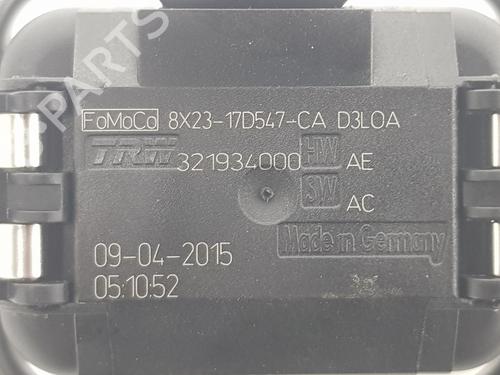 PARTS
FoMoCo 8X23-17D547-CA D3LOA
TRW 321934000 HW AE
SW AC
Made in Germany
09-04-2015
05:10:52